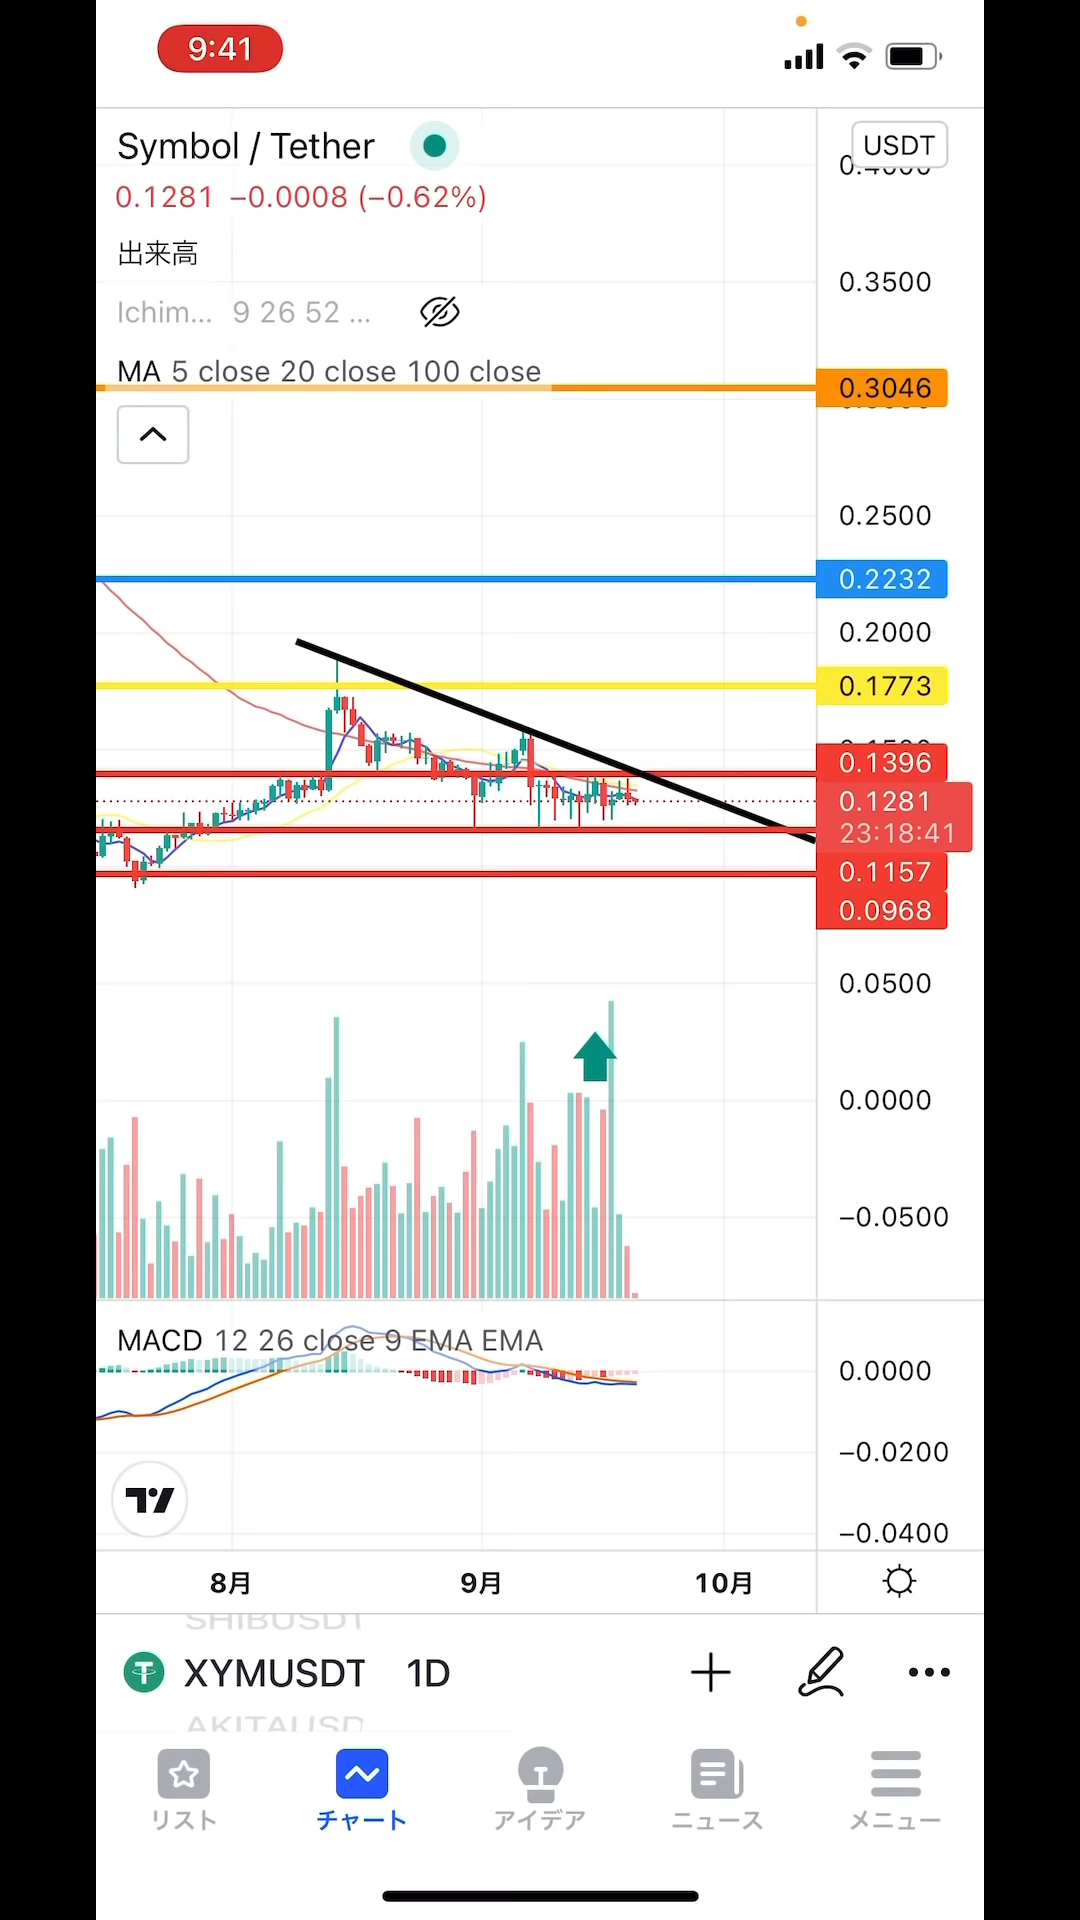 9:41
Symbol / Tether
USDT
0.1281 −0.0008 (−0.62%)
出来高
0.3500
Ichim... 9 26 52 ...
MA 5 close 20 close 100 close
0.3046
0.2500
0.2232
0.2000
0.1773
0.1396
0.1281
23:18:41
0.1157
0.0968
0.0500
0.0000
−0.0500
MACD 12 26 close 9 EMA EMA
0.0000
−0.0200
−0.0400
8月 9月 10月
SHIBUSDT
XYMUSDT 1D
AKITAUSD
リスト チャート アイデア ニュース メニュー